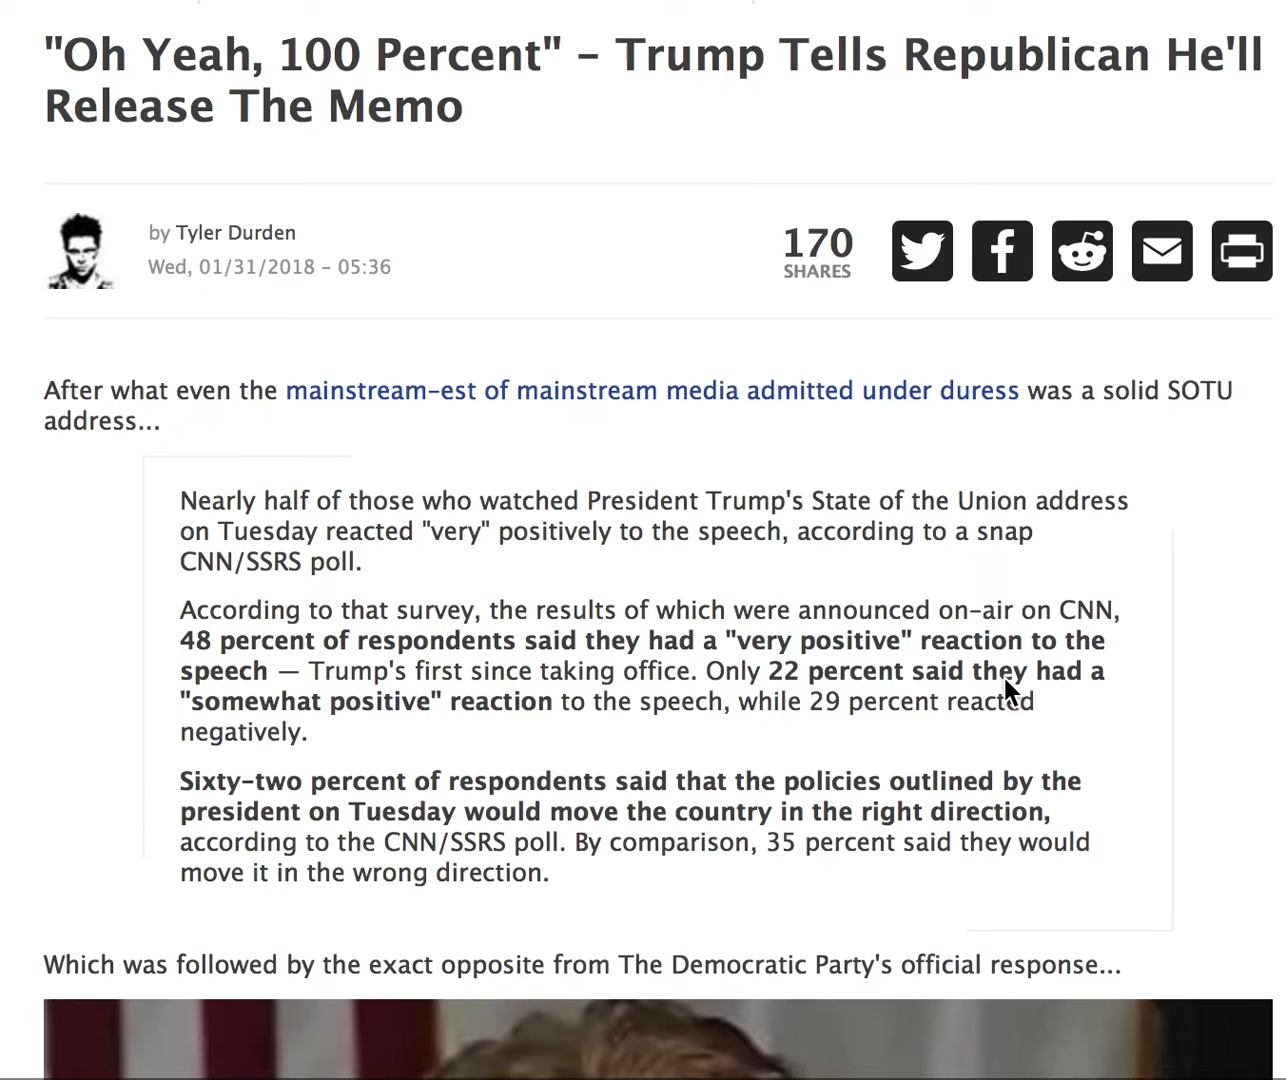 "Oh Yeah, 100 Percent" – Trump Tells Republican He'll
Release The Memo
by Tyler Durden
Wed, 01/31/2018 – 05:36
170
SHARES
After what even the mainstream-est of mainstream media admitted under duress was a solid SOTU
address...
Nearly half of those who watched President Trump's State of the Union address
on Tuesday reacted "very" positively to the speech, according to a snap
CNN/SSRS poll.
According to that survey, the results of which were announced on-air on CNN,
48 percent of respondents said they had a "very positive" reaction to the
speech — Trump's first since taking office. Only 22 percent said they had a
"somewhat positive" reaction to the speech, while 29 percent reacted
negatively.
Sixty-two percent of respondents said that the policies outlined by the
president on Tuesday would move the country in the right direction,
according to the CNN/SSRS poll. By comparison, 35 percent said they would
move it in the wrong direction.
Which was followed by the exact opposite from The Democratic Party's official response...